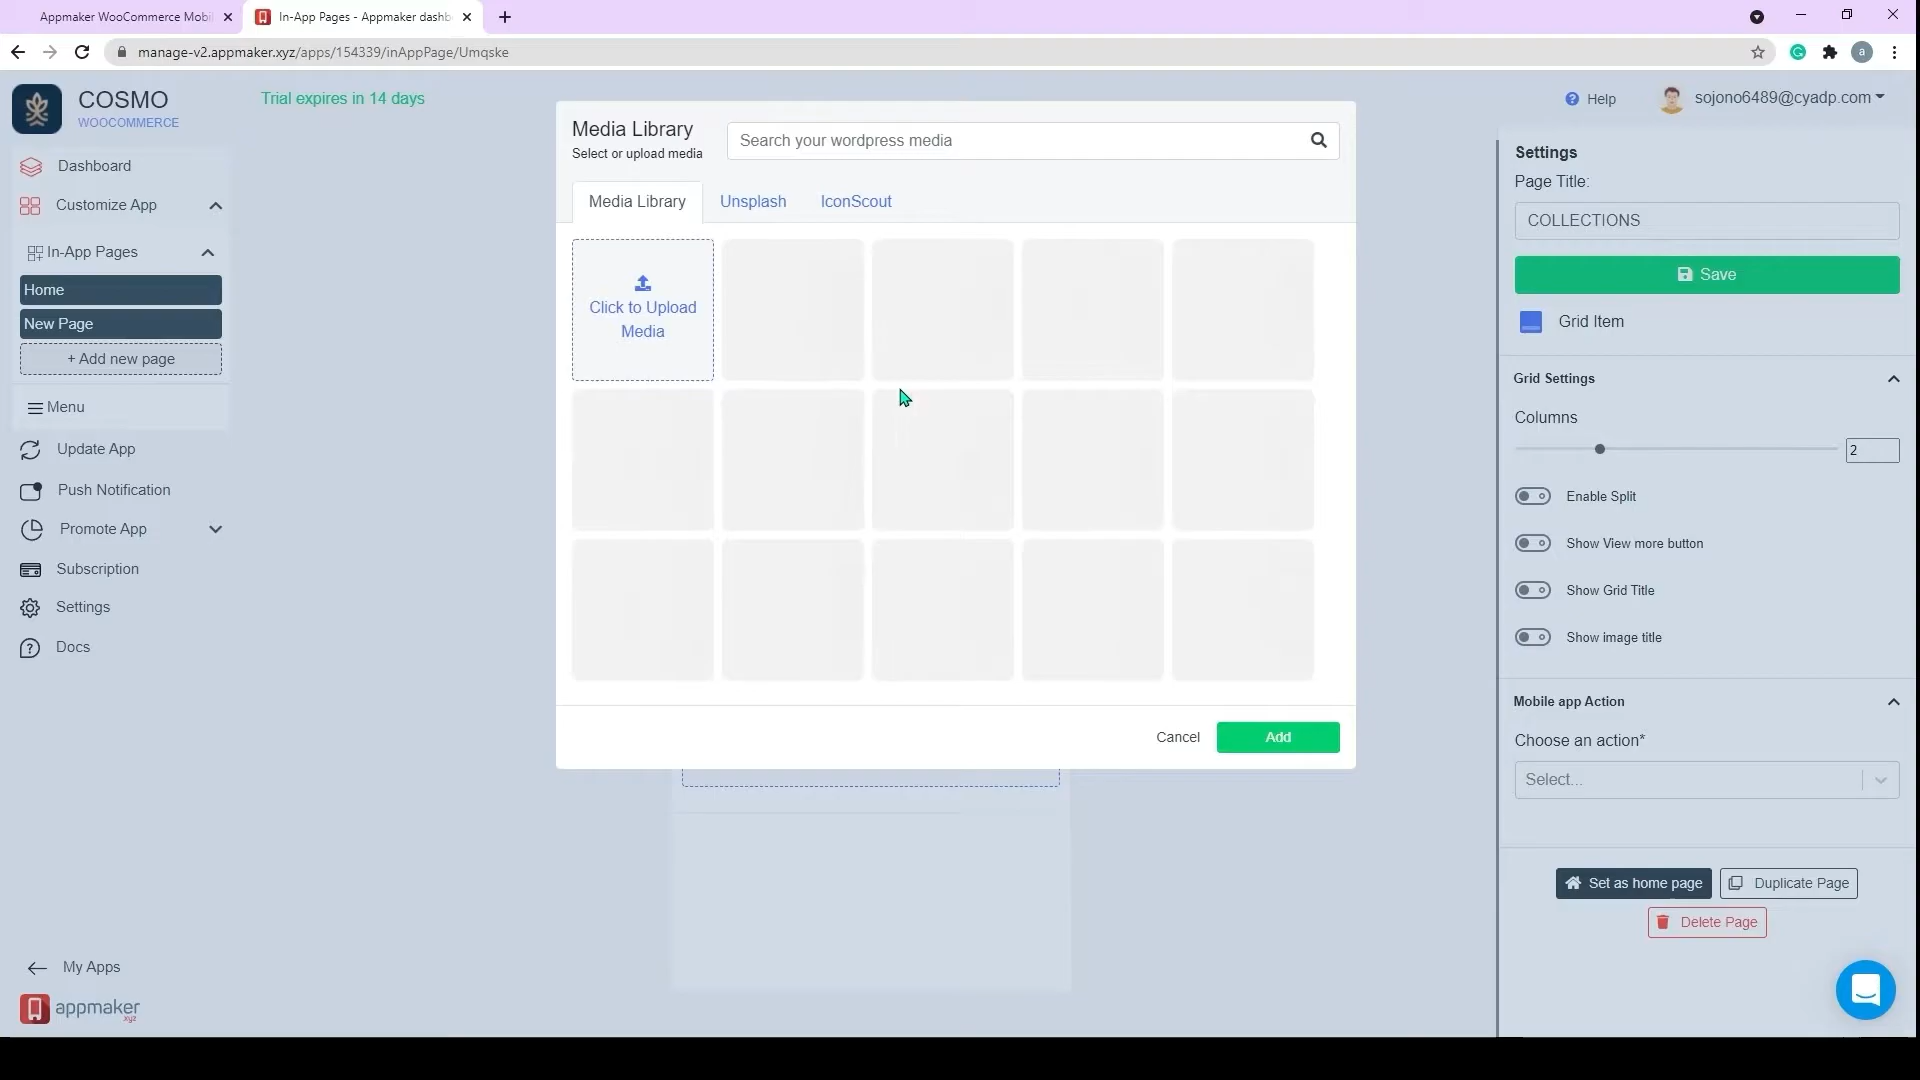 Appmaker WooCommerce Mobil
In-App Pages - Appmaker dashb
manage-v2.appmaker.xyz/apps/154339/inAppPage/Umqske
a
COSMO
WOOCOMMERCE
Trial expires in 14 days
Help
sojono6489@cyadp.com
Dashboard
Customize App
In-App Pages
Home
New Page
+ Add new page
Menu
Update App
Push Notification
Promote App
Subscription
Settings
Docs
My Apps
appmaker
xyz
Media Library
Select or upload media
Search your wordpress media
Media Library
Unsplash
IconScout
Click to Upload
Media
Cancel
Add
Settings
Page Title:
COLLECTIONS
Save
Grid Item
Grid Settings
Columns
2
Enable Split
Show View more button
Show Grid Title
Show image title
Mobile app Action
Choose an action*
Select...
Set as home page
Duplicate Page
Delete Page